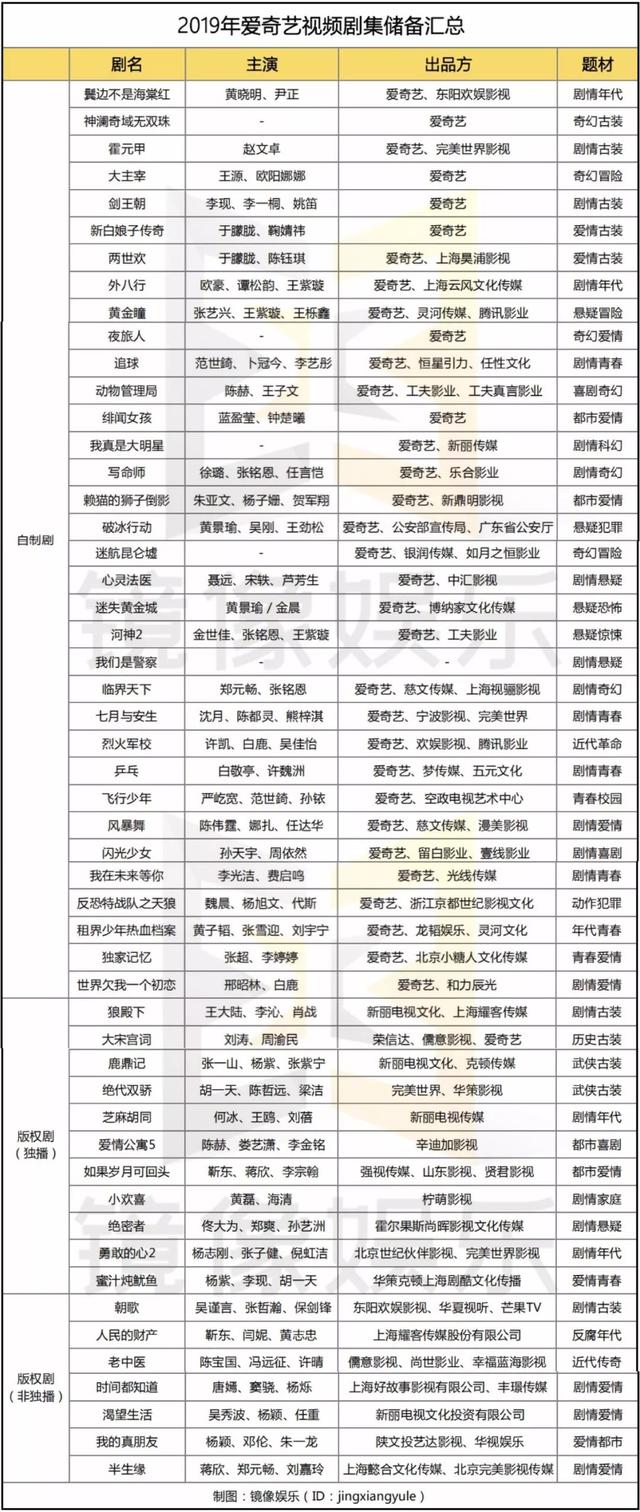 2019年爱奇艺视频剧集储备汇总
剧名 主演 出品方 题材
自制剧
鬓边不是海棠红 黄晓明、尹正 爱奇艺、东阳欢娱影视 剧情年代
神澜奇域无双珠 - 爱奇艺 奇幻古装
霍元甲 赵文卓 爱奇艺、完美世界影视 剧情古装
大主宰 王源、欧阳娜娜 爱奇艺 奇幻冒险
剑王朝 李现、李一桐、姚笛 爱奇艺 剧情古装
新白娘子传奇 于朦胧、鞠婧祎 爱奇艺 爱情古装
两世欢 于朦胧、陈钰琪 爱奇艺、上海昊浦影视 爱情古装
外八行 欧豪、谭松韵、王紫璇 爱奇艺、上海云风文化传媒 剧情年代
黄金瞳 张艺兴、王紫璇、王栎鑫 爱奇艺、灵河传媒、腾讯影业 悬疑冒险
夜旅人 - 爱奇艺 奇幻爱情
追球 范世錡、卜冠今、李艺彤 爱奇艺、恒星引力、任性文化 剧情青春
动物管理局 陈赫、王子文 爱奇艺、工夫影业、工夫真言影业 喜剧奇幻
绯闻女孩 蓝盈莹、钟楚曦 爱奇艺 都市爱情
我真是大明星 - 爱奇艺、新丽传媒 剧情科幻
写命师 徐璐、张铭恩、任言恺 爱奇艺、乐合影业 剧情奇幻
赖猫的狮子倒影 朱亚文、杨子姗、贺军翔 爱奇艺、新鼎明影视 都市爱情
破冰行动 黄景瑜、吴刚、王劲松 爱奇艺、公安部宣传局、广东省公安厅 悬疑犯罪
迷航昆仑墟 - 爱奇艺、银润传媒、如月之恒影业 奇幻冒险
心灵法医 聂远、宋轶、芦芳生 爱奇艺、中汇影视 剧情悬疑
迷失黄金城 黄景瑜 / 金晨 爱奇艺、博纳家文化传媒 悬疑恐怖
河神2 金世佳、张铭恩、王紫璇 爱奇艺、工夫影业 悬疑惊悚
我们是警察 - - 剧情悬疑
临界天下 郑元畅、张铭恩 爱奇艺、慈文传媒、上海视骊影视 剧情奇幻
七月与安生 沈月、陈都灵、熊梓淇 爱奇艺、宁波影视、完美世界 剧情青春
烈火军校 许凯、白鹿、吴佳怡 爱奇艺、欢娱影视、腾讯影业 近代革命
乒乓 白敬亭、许魏洲 爱奇艺、梦传媒、五元文化 剧情青春
飞行少年 严屹宽、范世錡、孙铱 爱奇艺、空政电视艺术中心 青春校园
风暴舞 陈伟霆、娜扎、任达华 爱奇艺、慈文传媒、漫美影视 剧情爱情
闪光少女 孙天宇、周依然 爱奇艺、留白影业、壹线影业 剧情喜剧
我在未来等你 李光洁、费启鸣 爱奇艺、光线传媒 剧情青春
反恐特战队之天狼 魏晨、杨旭文、代斯 爱奇艺、浙江京都世纪影视文化 动作犯罪
租界少年热血档案 黄子韬、张雪迎、刘宇宁 爱奇艺、龙韬娱乐、灵河文化 年代青春
独家记忆 张超、李婷婷 爱奇艺、北京小糖人文化传媒 青春爱情
世界欠我一个初恋 邢昭林、白鹿 爱奇艺、和力辰光 剧情爱情
版权剧
（独播）
狼殿下 王大陆、李沁、肖战 新丽电视文化、上海耀客传媒 剧情古装
大宋宫词 刘涛、周渝民 荣信达、儒意影视、爱奇艺 历史古装
鹿鼎记 张一山、杨紫、张紫宁 新丽电视文化、克顿传媒 武侠古装
绝代双骄 胡一天、陈哲远、梁洁 完美世界、华策影视 武侠古装
芝麻胡同 何冰、王鸥、刘蓓 新丽电视传媒 剧情年代
爱情公寓5 陈赫、娄艺潇、李金铭 辛迪加影视 都市喜剧
如果岁月可回头 靳东、蒋欣、李宗翰 强视传媒、山东影视、贤君影视 都市爱情
小欢喜 黄磊、海清 柠萌影视 剧情家庭
绝密者 佟大为、郑爽、孙艺洲 霍尔果斯尚晖影视文化传媒 剧情悬疑
勇敢的心2 杨志刚、张子健、倪虹洁 北京世纪伙伴影视、完美世界影视 剧情年代
蜜汁炖鱿鱼 杨紫、李现、胡一天 华策克顿上海剧酷文化传播 爱情青春
版权剧
（非独播）
朝歌 吴谨言、张哲瀚、保剑锋 东阳欢娱影视、华夏视听、芒果TV 剧情古装
人民的财产 靳东、闫妮、黄志忠 上海耀客传媒股份有限公司 反腐年代
老中医 陈宝国、冯远征、许晴 儒意影视、尚世影业、幸福蓝海影视 近代传奇
时间都知道 唐嫣、窦骁、杨烁 上海好故事影视有限公司、丰璟传媒 剧情爱情
渴望生活 吴秀波、杨颖、任重 新丽电视文化投资有限公司 剧情爱情
我的真朋友 杨颖、邓伦、朱一龙 陕文投艺达影视、华视娱乐 爱情都市
半生缘 蒋欣、郑元畅、刘嘉玲 上海懿合文化传媒、北京完美影视传媒 剧情爱情
制图：镜像娱乐（ID：jingxiangyule）
镜像娱乐
镜像娱乐